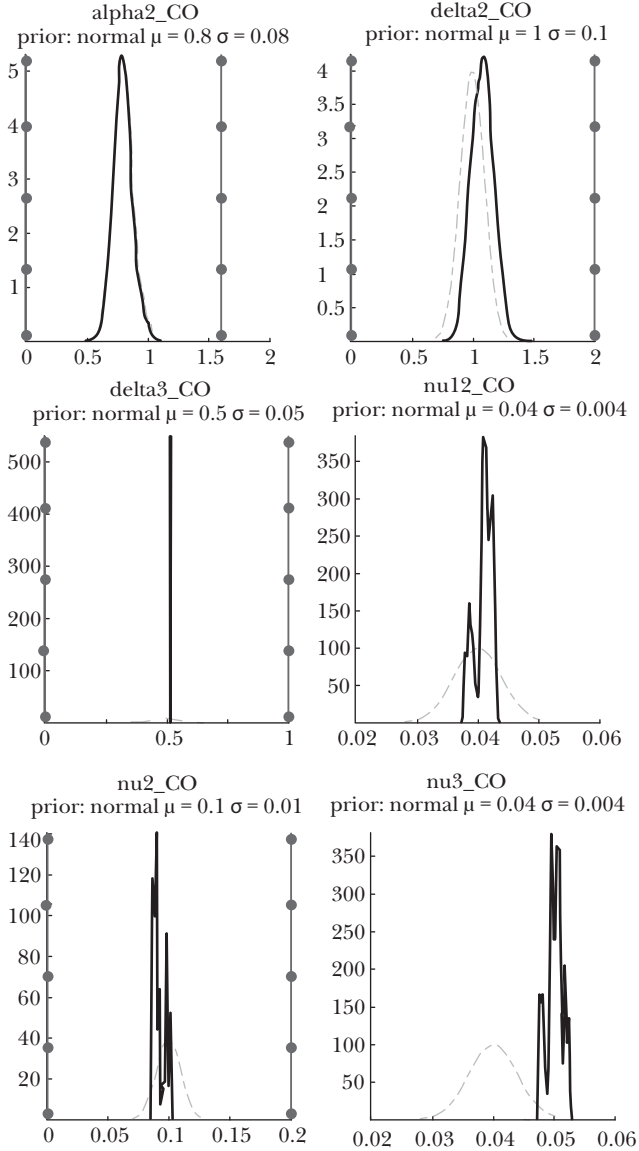 alpha2_CO
prior: normal μ = 0.8 σ = 0.08
5
4
3
2
1
0 0.5 1 1.5 2
delta2_CO
prior: normal μ = 1 σ = 0.1
4
3.5
3
2.5
2
1.5
1
0.5
0 0.5 1 1.5 2
delta3_CO
prior: normal μ = 0.5 σ = 0.05
500
400
300
200
100
0 0.5 1
nu12_CO
prior: normal μ = 0.04 σ = 0.004
350
300
250
200
150
100
50
0.02 0.03 0.04 0.05 0.06
nu2_CO
prior: normal μ = 0.1 σ = 0.01
140
120
100
80
60
40
20
0 0.05 0.1 0.15 0.2
nu3_CO
prior: normal μ = 0.04 σ = 0.004
350
300
250
200
150
100
50
0.02 0.03 0.04 0.05 0.06